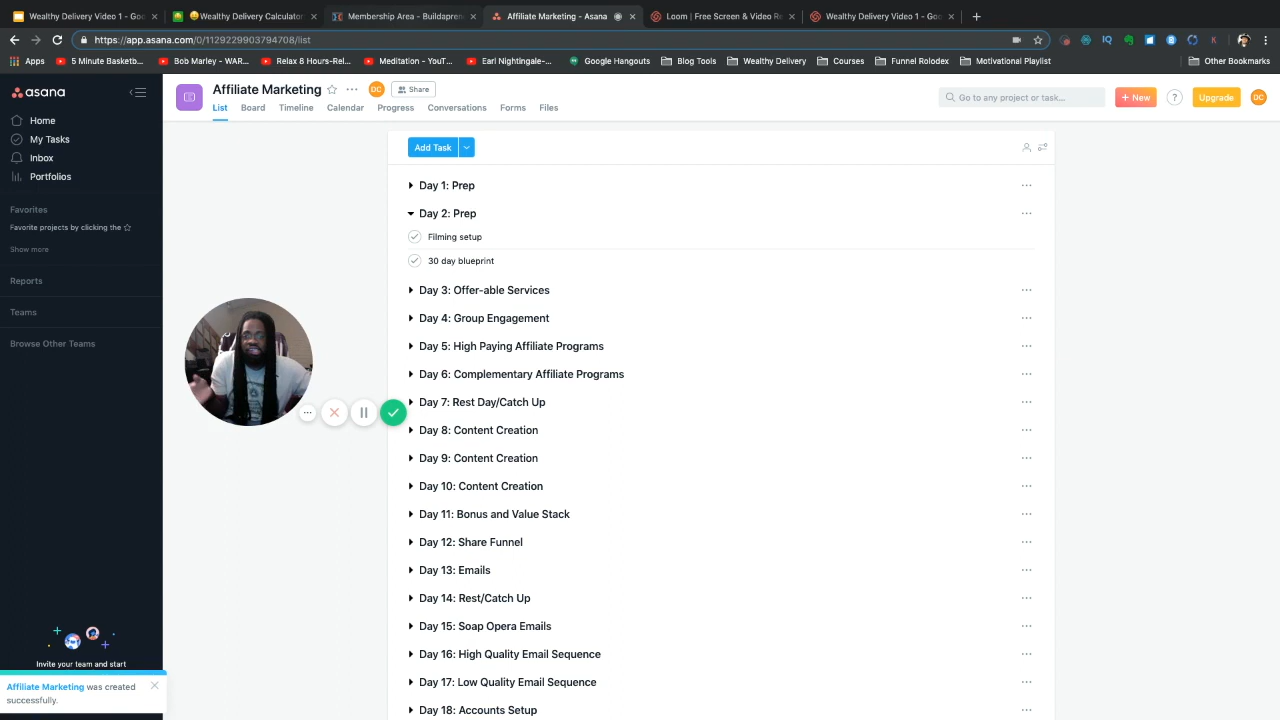 Wealthy Delivery Video 1 - Goo
Wealthy Delivery Calculator
Membership Area - Buildapren
Affiliate Marketing - Asana
Loom | Free Screen & Video Re
Wealthy Delivery Video 1 - Goo
https://app.asana.com/0/1129229903794708/list
Apps
5 Minute Basketb...
Bob Marley - WAR...
Relax 8 Hours-Rel...
Meditation - YouT...
Earl Nightingale-...
Google Hangouts
Blog Tools
Wealthy Delivery
Courses
Funnel Rolodex
Motivational Playlist
Other Bookmarks
asana
Home
My Tasks
Inbox
Portfolios
Favorites
Favorite projects by clicking the
Show more
Reports
Teams
Browse Other Teams
Invite your team and start
Affiliate Marketing was created
successfully.
Affiliate Marketing
DC
Share
List
Board
Timeline
Calendar
Progress
Conversations
Forms
Files
Go to any project or task...
+ New
?
Upgrade
DC
Add Task
Day 1: Prep
Day 2: Prep
Filming setup
30 day blueprint
Day 3: Offer-able Services
Day 4: Group Engagement
Day 5: High Paying Affiliate Programs
Day 6: Complementary Affiliate Programs
Day 7: Rest Day/Catch Up
Day 8: Content Creation
Day 9: Content Creation
Day 10: Content Creation
Day 11: Bonus and Value Stack
Day 12: Share Funnel
Day 13: Emails
Day 14: Rest/Catch Up
Day 15: Soap Opera Emails
Day 16: High Quality Email Sequence
Day 17: Low Quality Email Sequence
Day 18: Accounts Setup